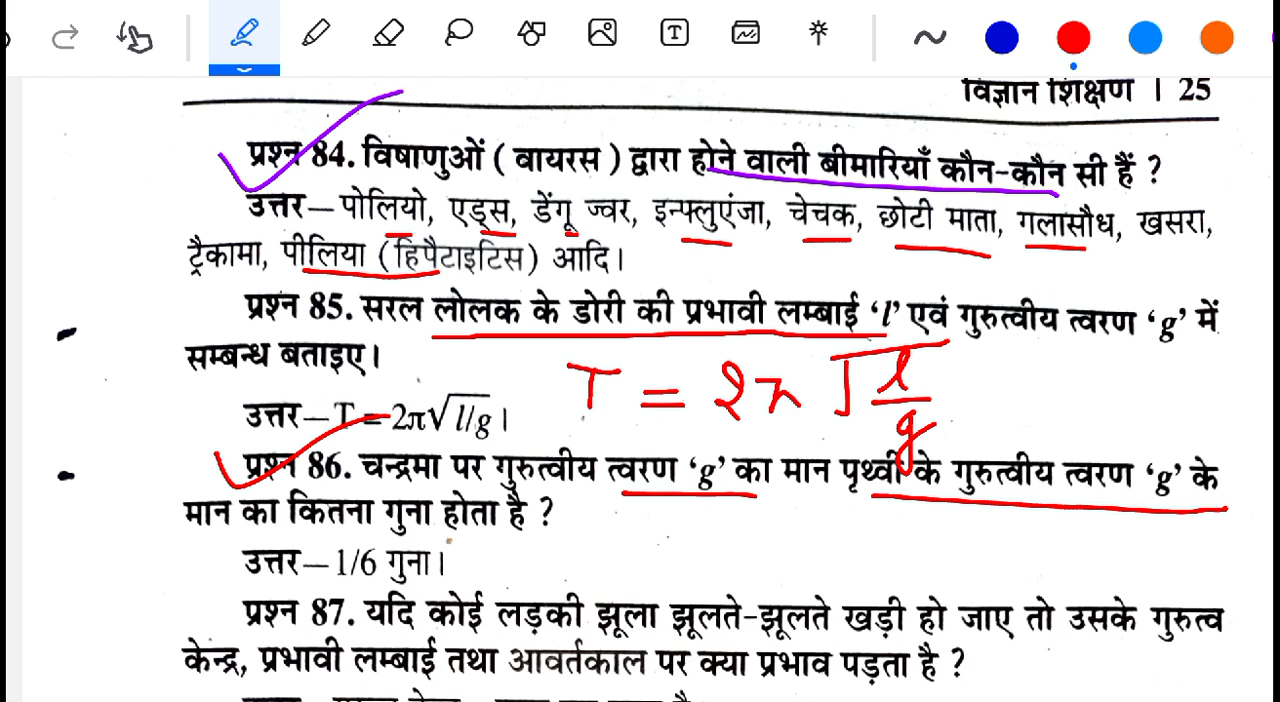 विज्ञान शिक्षण । 25
प्रश्न 84. विषाणुओं ( वायरस ) द्वारा होने वाली बीमारियाँ कौन-कौन सी हैं ?
उत्तर—पोलियो, एड्स, डेंगू ज्वर, इन्फ्लुएंजा, चेचक, छोटी माता, गलासौध, खसरा,
ट्रैकामा, पीलिया (हिपैटाइटिस) आदि।
प्रश्न 85. सरल लोलक के डोरी की प्रभावी लम्बाई ‘l’ एवं गुरुत्वीय त्वरण ‘g’ में
सम्बन्ध बताइए।
T = 2π √l/g
उत्तर—T = 2π√l/g।
प्रश्न 86. चन्द्रमा पर गुरुत्वीय त्वरण ‘g’ का मान पृथ्वी के गुरुत्वीय त्वरण ‘g’ के
मान का कितना गुना होता है ?
उत्तर—1/6 गुना।
प्रश्न 87. यदि कोई लड़की झूला झूलते-झूलते खड़ी हो जाए तो उसके गुरुत्व
केन्द्र, प्रभावी लम्बाई तथा आवर्तकाल पर क्या प्रभाव पड़ता है ?